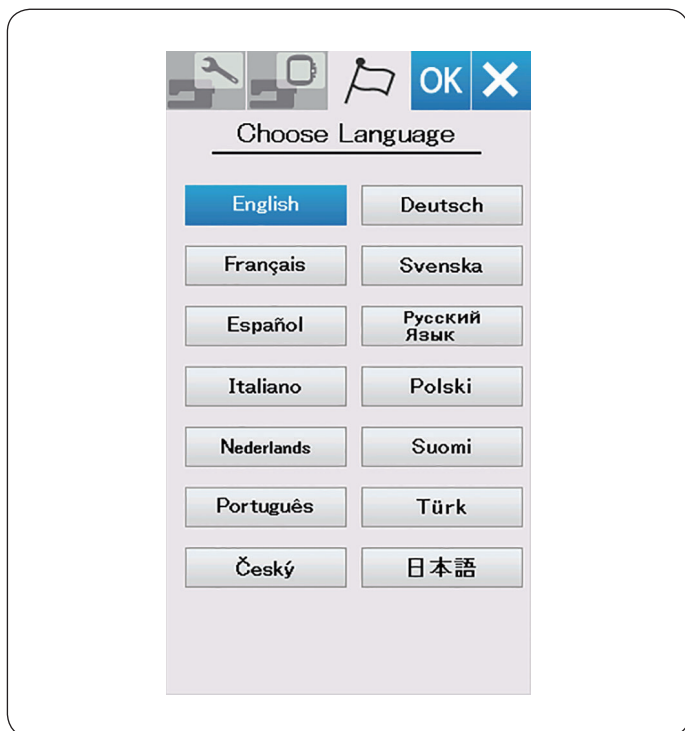 OK
Choose Language
English
Deutsch
Français
Svenska
Español
Русский
Язык
Italiano
Polski
Nederlands
Suomi
Português
Türk
Český
日本語